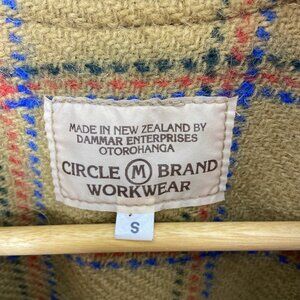 MADE IN NEW ZEALAND BY
DAMMAR ENTERPRISES
OTOROHANGA
CIRCLE M BRAND
WORKWEAR
S